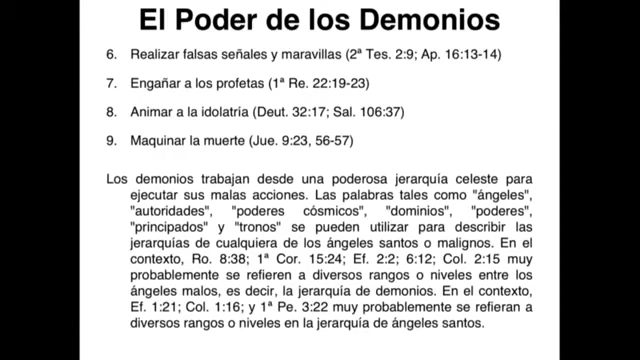 El Poder de los Demonios
6. Realizar falsas señales y maravillas (2ª Tes. 2:9; Ap. 16:13-14)
7. Engañar a los profetas (1ª Re. 22:19-23)
8. Animar a la idolatría (Deut. 32:17; Sal. 106:37)
9. Maquinar la muerte (Jue. 9:23, 56-57)
Los demonios trabajan desde una poderosa jerarquía celeste para
ejecutar sus malas acciones. Las palabras tales como "ángeles",
"autoridades", "poderes cósmicos", "dominios", "poderes",
"principados" y "tronos" se pueden utilizar para describir las
jerarquías de cualquiera de los ángeles santos o malignos. En el
contexto, Ro. 8:38; 1ª Cor. 15:24; Ef. 2:2; 6:12; Col. 2:15 muy
probablemente se refieren a diversos rangos o niveles entre los
ángeles malos, es decir, la jerarquía de demonios. En el contexto,
Ef. 1:21; Col. 1:16; y 1ª Pe. 3:22 muy probablemente se refieran a
diversos rangos o niveles en la jerarquía de ángeles santos.